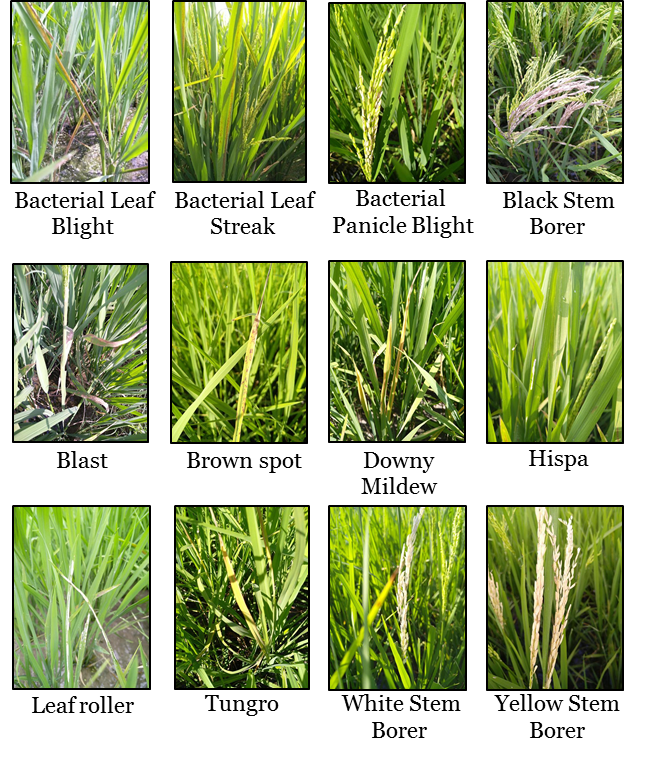 Bacterial Leaf
Blight
Bacterial Leaf
Streak
Bacterial
Panicle Blight
Black Stem
Borer
Blast
Brown spot
Downy
Mildew
Hispa
Leaf roller
Tungro
White Stem
Borer
Yellow Stem
Borer